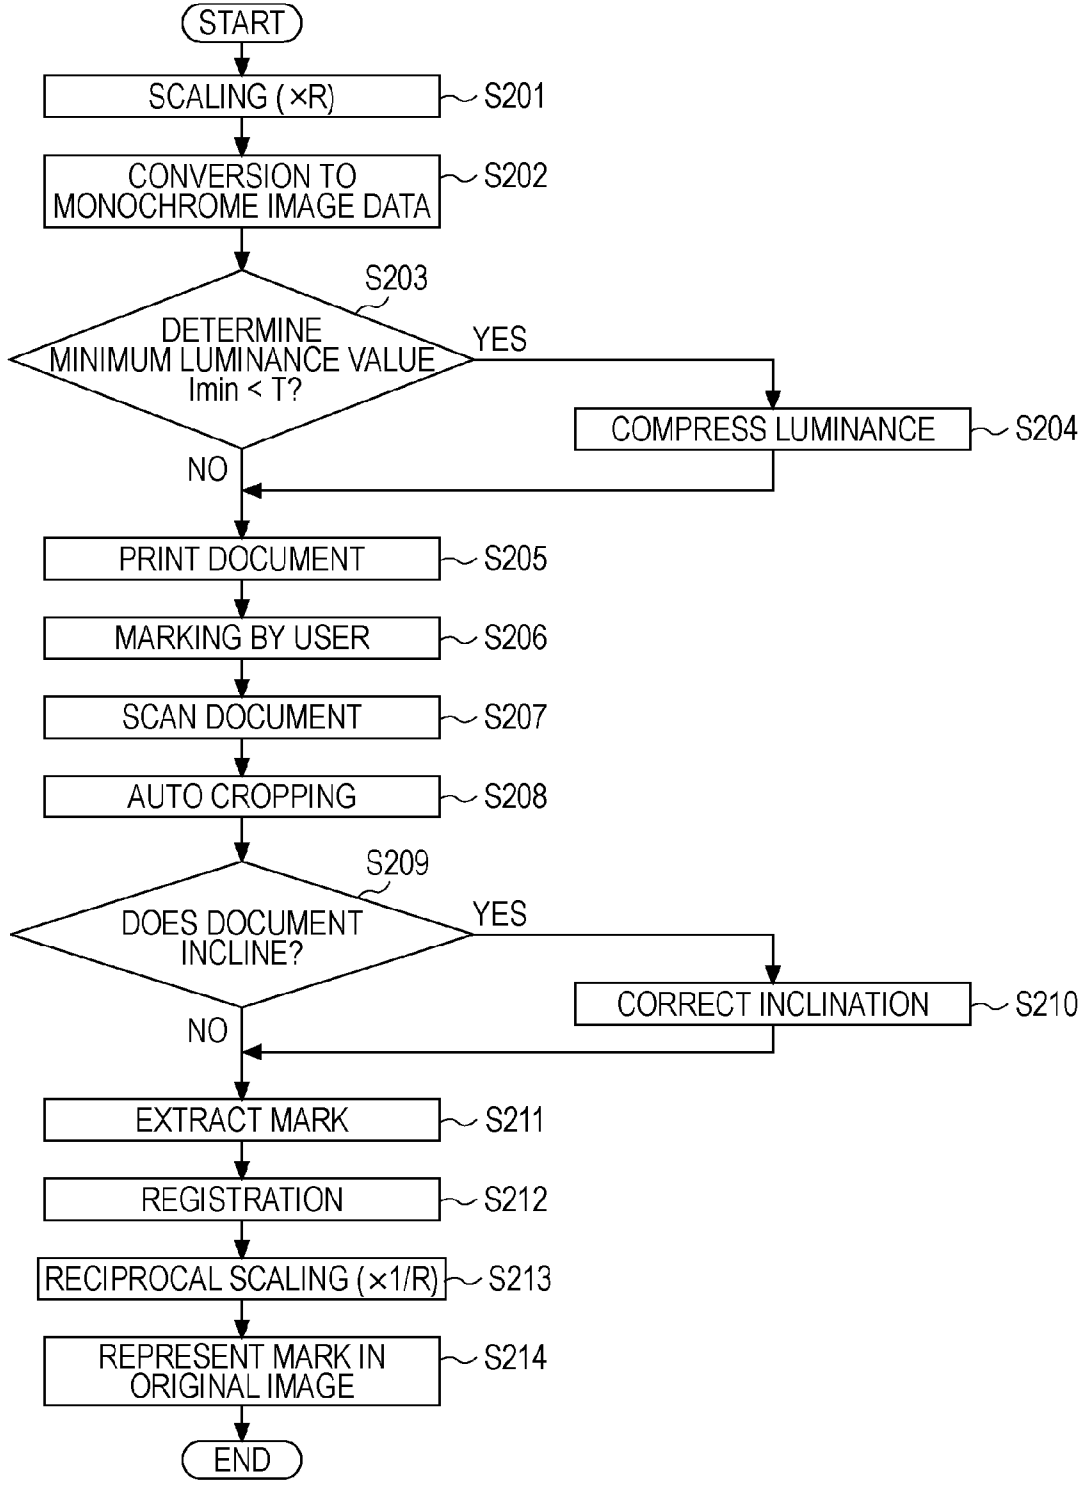 START
SCALING (×R)
S201
CONVERSION TO
MONOCHROME IMAGE DATA
S202
S203
DETERMINE
MINIMUM LUMINANCE VALUE
Imin < T?
YES
NO
COMPRESS LUMINANCE
S204
PRINT DOCUMENT
S205
MARKING BY USER
S206
SCAN DOCUMENT
S207
AUTO CROPPING
S208
S209
DOES DOCUMENT
INCLINE?
YES
NO
CORRECT INCLINATION
S210
EXTRACT MARK
S211
REGISTRATION
S212
RECIPROCAL SCALING (×1/R)
S213
REPRESENT MARK IN
ORIGINAL IMAGE
S214
END